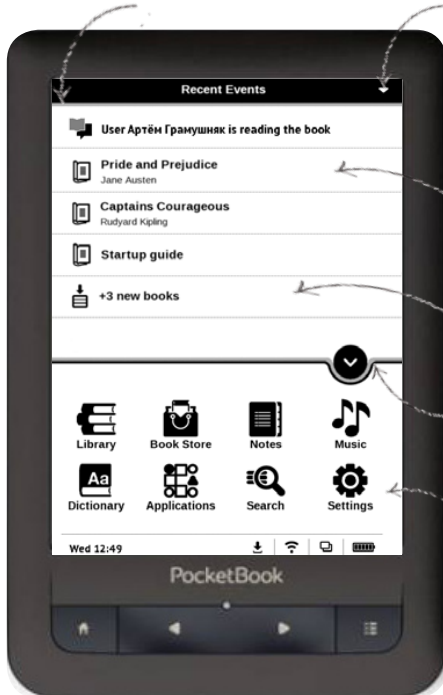 Recent Events
User Артём Грамушняк is reading the book
Pride and Prejudice
Jane Austen
Captains Courageous
Rudyard Kipling
Startup guide
+3 new books
Library Book Store Notes Music
Aa
Dictionary Applications Search Settings
Wed 12:49
PocketBook